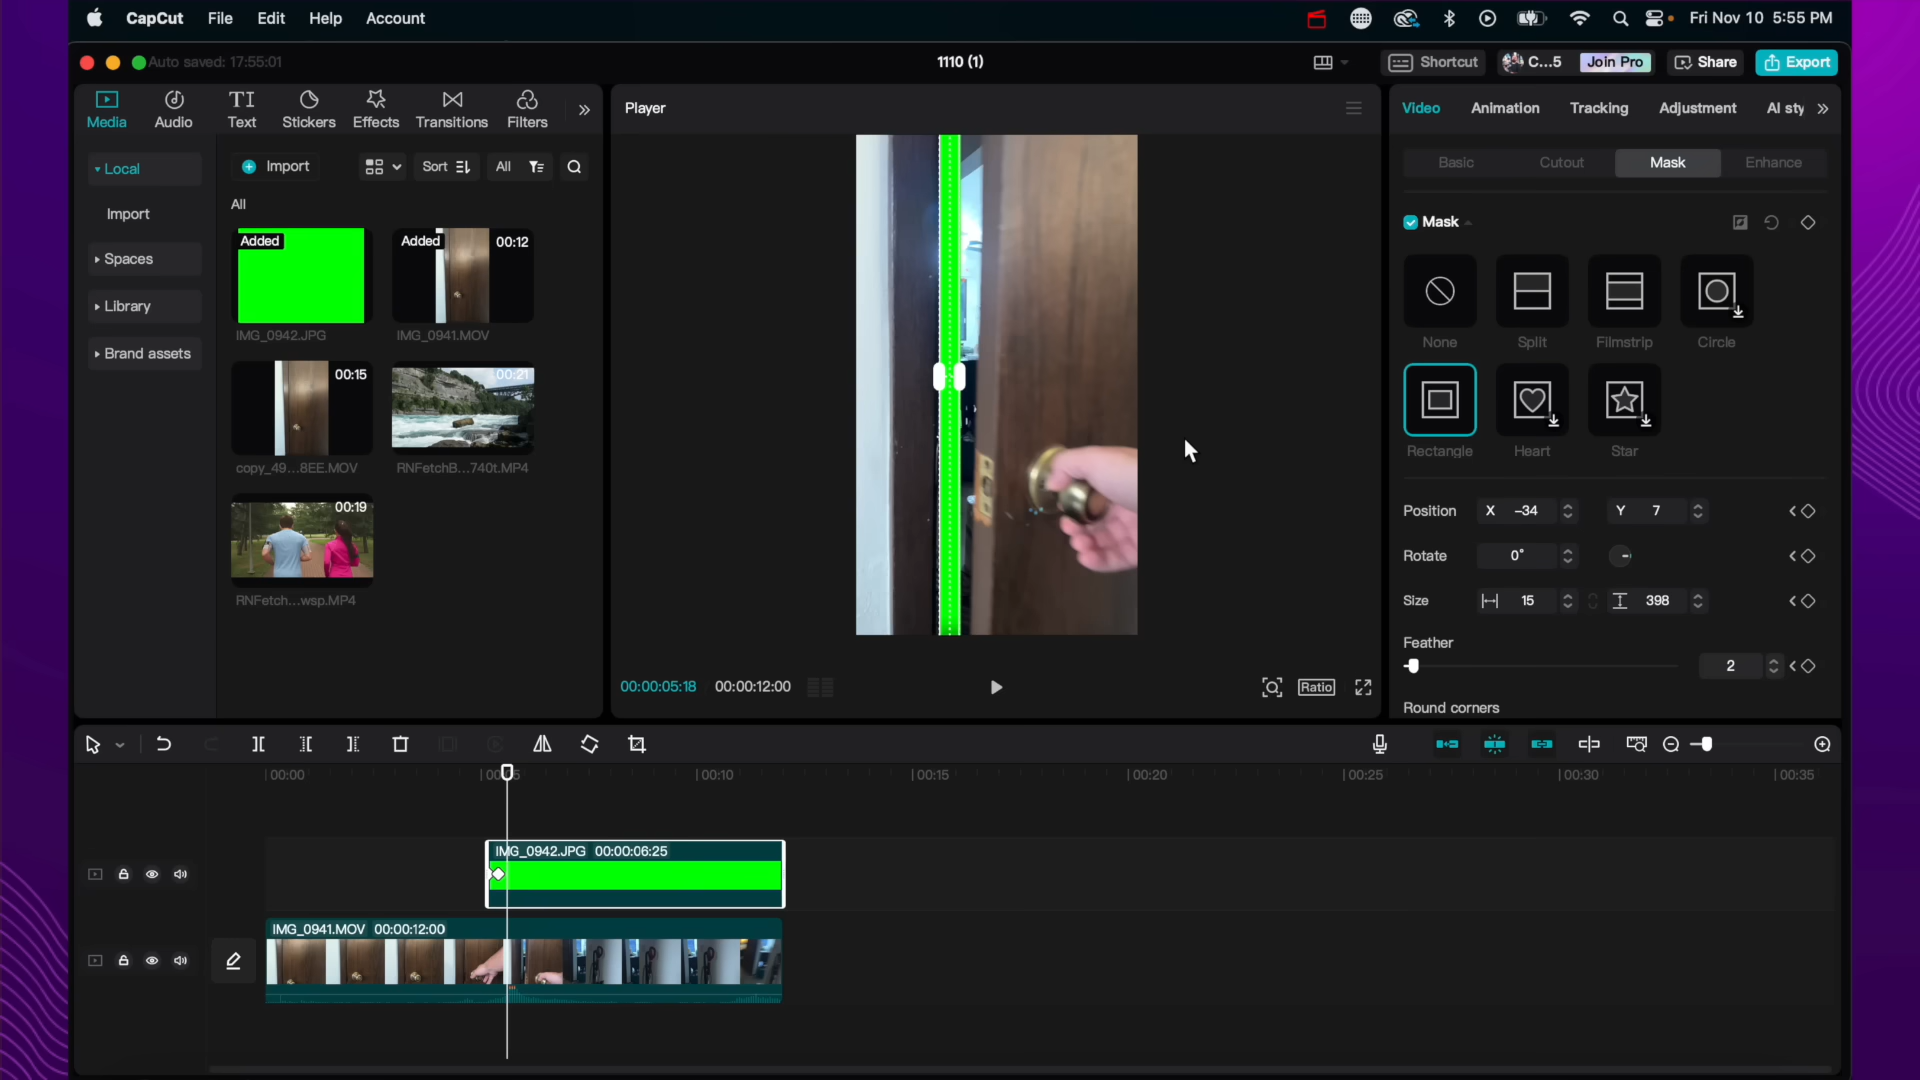 CapCut File Edit Help Account
Fri Nov 10 5:55 PM
Auto saved: 17:55:01
1110 (1)
Shortcut
C...5
Join Pro
Share
Export
Media
Audio
Text
Stickers
Effects
Transitions
Filters
Player
Video
Animation
Tracking
Adjustment
AI sty
Local
Import
Spaces
Library
Brand assets
Import
Sort
All
All
Added
IMG_0942.JPG
Added 00:12
IMG_0941.MOV
00:15
copy_49...8EE.MOV
00:21
RNFetchB...740t.MP4
00:19
RNFetch...wsp.MP4
00:00:05:18 00:00:12:00
Ratio
Basic
Cutout
Mask
Enhance
Mask
None
Split
Filmstrip
Circle
Rectangle
Heart
Star
Position X -34 Y 7
Rotate 0°
Size 15 398
Feather
2
Round corners
00:00
00:05
00:10
00:15
00:20
00:25
00:30
00:35
IMG_0942.JPG 00:00:06:25
IMG_0941.MOV 00:00:12:00